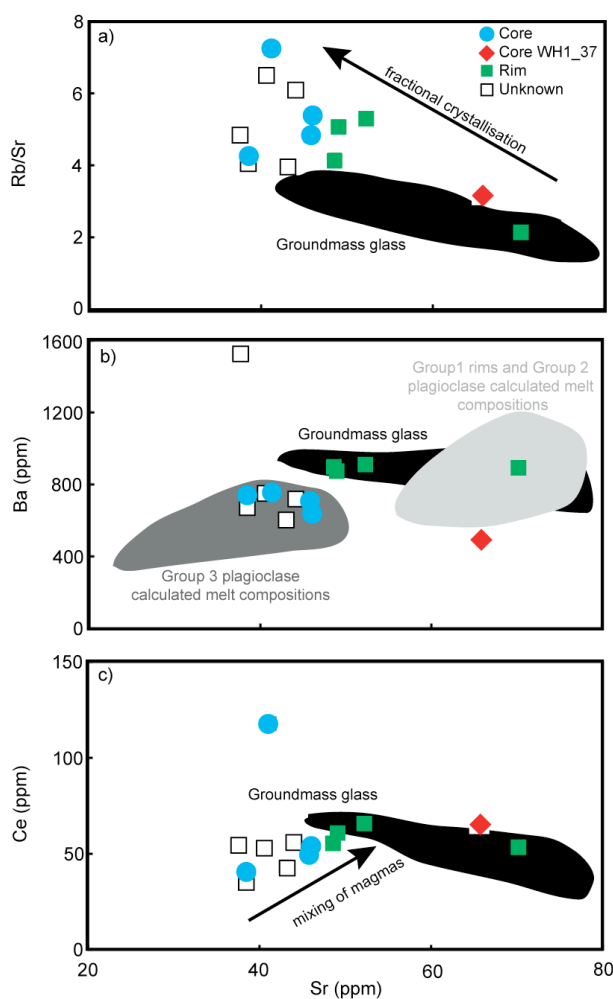 a)
Core
Core WH1_37
Rim
Unknown
fractional crystallisation
Groundmass glass
Rb/Sr
8
6
4
2
0
b)
Group1 rims and Group 2
plagioclase calculated melt
compositions
Groundmass glass
Group 3 plagioclase
calculated melt compositions
Ba (ppm)
1600
1200
800
400
0
c)
Groundmass glass
mixing of magmas
Ce (ppm)
150
100
50
0
20
40
60
80
Sr (ppm)